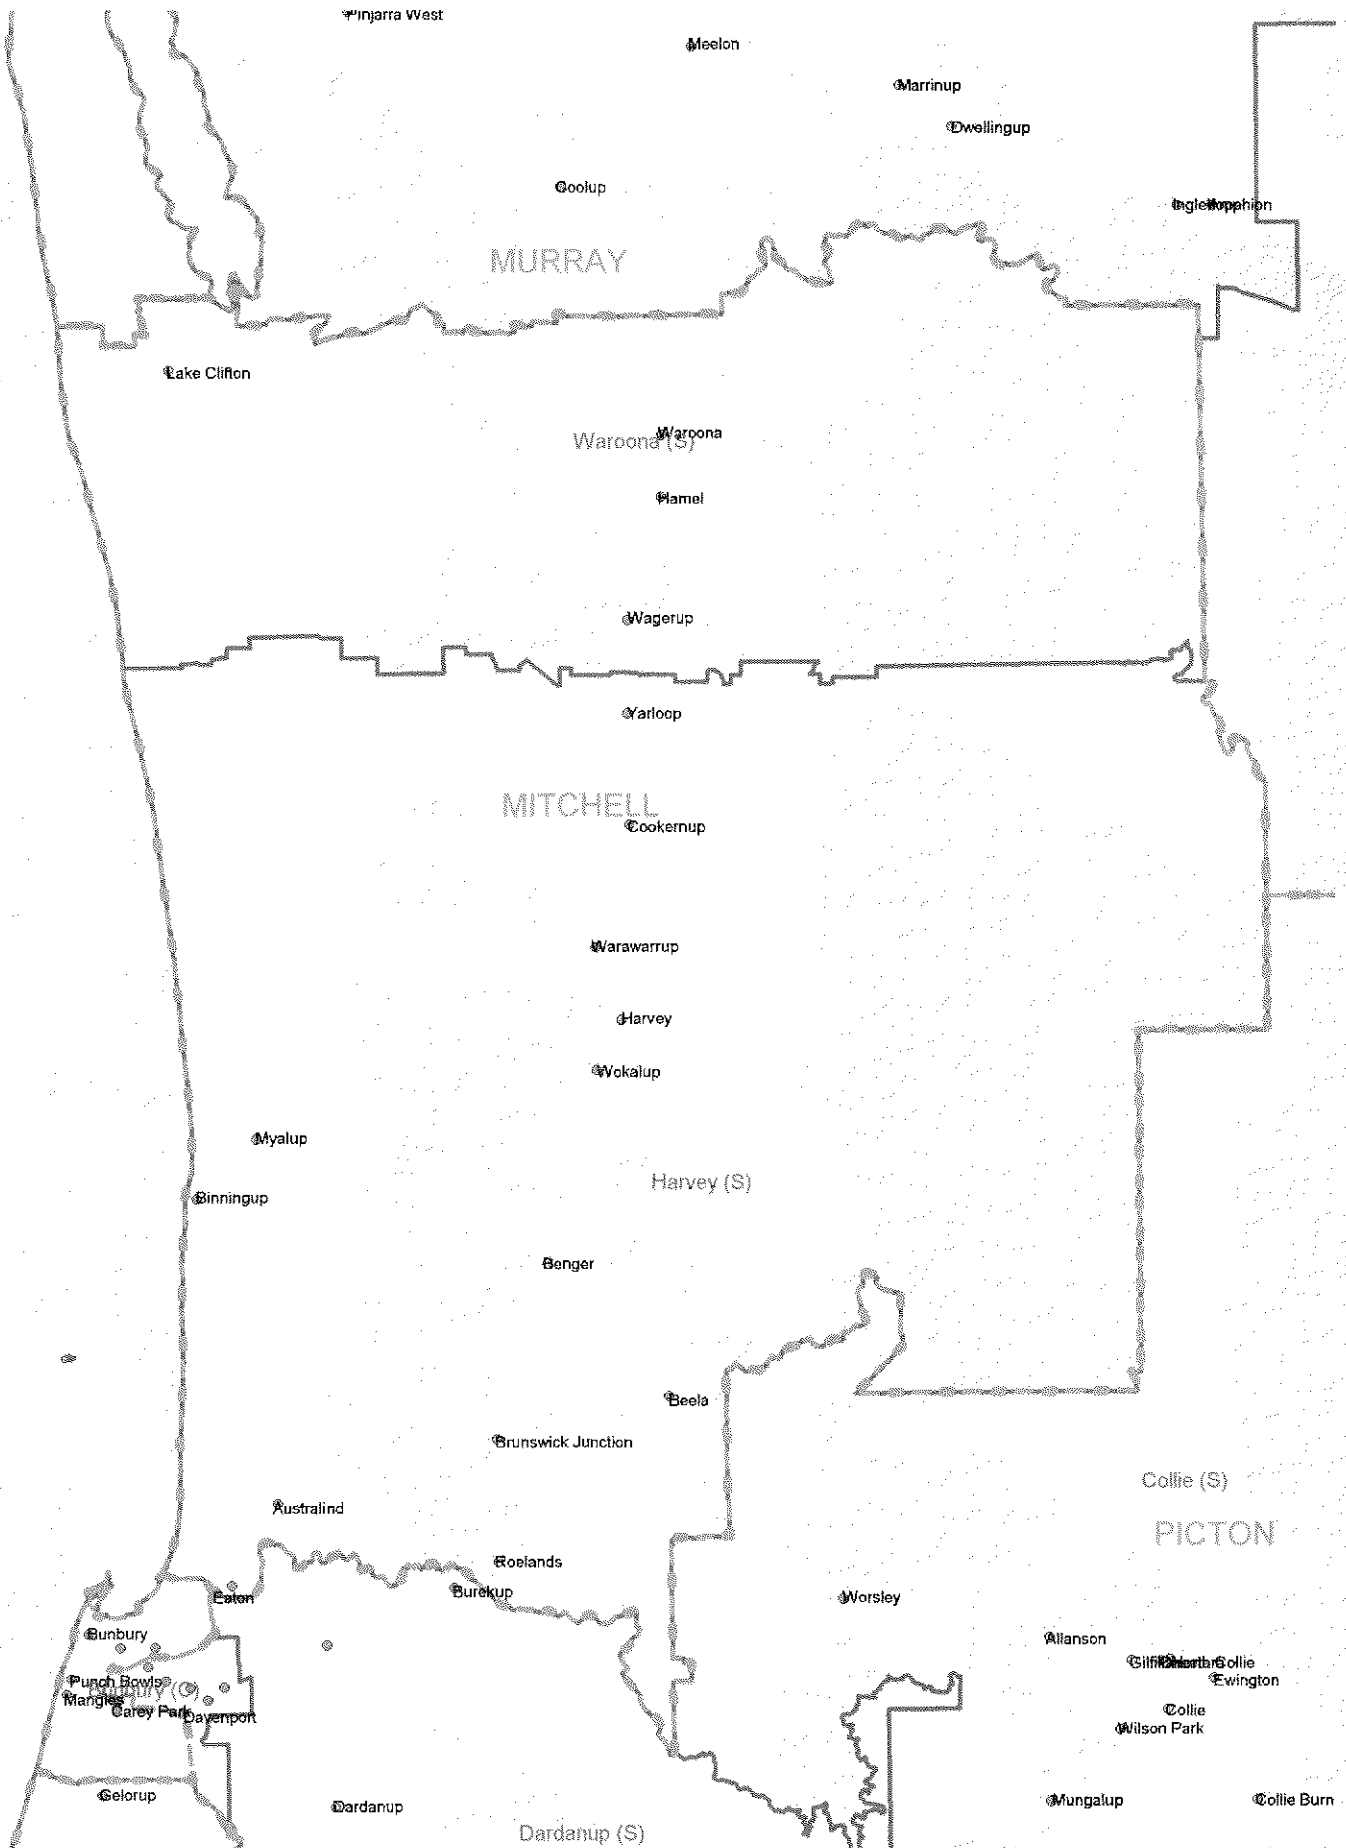 Pinjarra West
Meelon
Marrinup
Dwellingup
Coolup
MURRAY
Lake Clifton
Waroona
Waroona (S)
Hamel
Wagerup
Yarloop
MITCHELL
Cookernup
Warawarrup
Harvey
Wokalup
Myalup
Harvey (S)
Binningup
Benger
Beela
Brunswick Junction
Collie (S)
Australind
PICTON
Roelands
Burekup
Eaton
Worsley
Bunbury
Allanson
Collie
Ewington
Punch Bowls
Bunbury (C)
Mangles
Carey Park
Davenport
Collie
Wilson Park
Gelorup
Dardanup
Mungalup
Collie Burn
Dardanup (S)